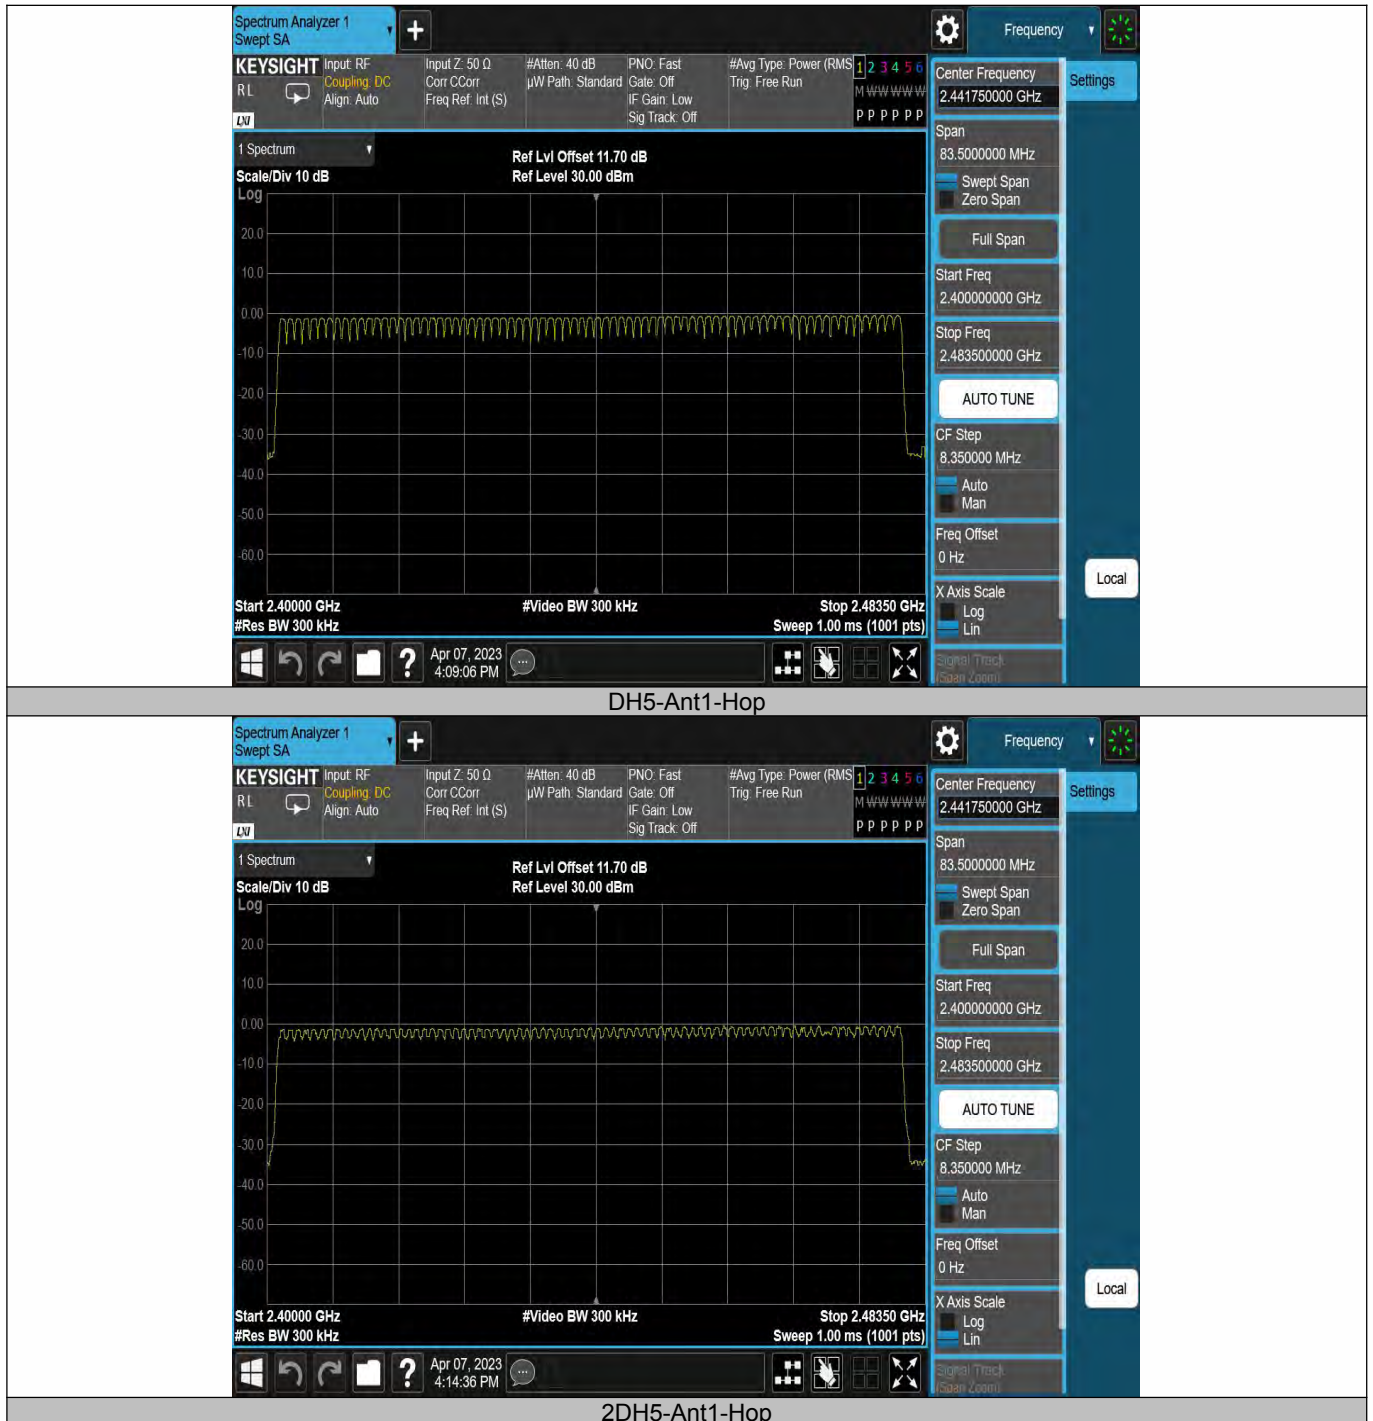 Spectrum Analyzer 1
Swept SA
+
Frequency
KEYSIGHT
RL
LXI
Input: RF
Coupling: DC
Align: Auto
Input Z: 50 Ω
Corr CCorr
Freq Ref: Int (S)
#Atten: 40 dB
µW Path: Standard
PNO: Fast
Gate: Off
IF Gain: Low
Sig Track: Off
#Avg Type: Power (RMS
Trig: Free Run
1 2 3 4 5 6
M W W W W W
P P P P P P
1 Spectrum
Scale/Div 10 dB
Log
Ref Lvl Offset 11.70 dB
Ref Level 30.00 dBm
20.0
10.0
0.00
-10.0
-20.0
-30.0
-40.0
-50.0
-60.0
Start 2.40000 GHz
#Res BW 300 kHz
#Video BW 300 kHz
Stop 2.48350 GHz
Sweep 1.00 ms (1001 pts)
?
Apr 07, 2023
4:09:06 PM
Center Frequency
2.441750000 GHz
Settings
Span
83.5000000 MHz
Swept Span
Zero Span
Full Span
Start Freq
2.400000000 GHz
Stop Freq
2.483500000 GHz
AUTO TUNE
CF Step
8.350000 MHz
Auto
Man
Freq Offset
0 Hz
X Axis Scale
Log
Lin
Signal Track
(Span Zoom)
Local
DH5-Ant1-Hop
Spectrum Analyzer 1
Swept SA
+
Frequency
KEYSIGHT
RL
LXI
Input: RF
Coupling: DC
Align: Auto
Input Z: 50 Ω
Corr CCorr
Freq Ref: Int (S)
#Atten: 40 dB
µW Path: Standard
PNO: Fast
Gate: Off
IF Gain: Low
Sig Track: Off
#Avg Type: Power (RMS
Trig: Free Run
1 2 3 4 5 6
M W W W W W
P P P P P P
1 Spectrum
Scale/Div 10 dB
Log
Ref Lvl Offset 11.70 dB
Ref Level 30.00 dBm
20.0
10.0
0.00
-10.0
-20.0
-30.0
-40.0
-50.0
-60.0
Start 2.40000 GHz
#Res BW 300 kHz
#Video BW 300 kHz
Stop 2.48350 GHz
Sweep 1.00 ms (1001 pts)
?
Apr 07, 2023
4:14:36 PM
Center Frequency
2.441750000 GHz
Settings
Span
83.5000000 MHz
Swept Span
Zero Span
Full Span
Start Freq
2.400000000 GHz
Stop Freq
2.483500000 GHz
AUTO TUNE
CF Step
8.350000 MHz
Auto
Man
Freq Offset
0 Hz
X Axis Scale
Log
Lin
Signal Track
(Span Zoom)
Local
2DH5-Ant1-Hop